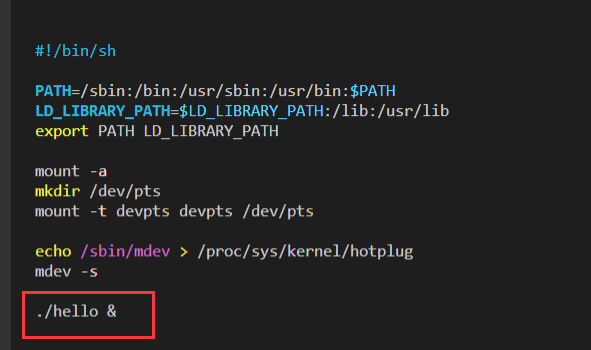 #!/bin/sh
PATH=/sbin:/bin:/usr/sbin:/usr/bin:$PATH
LD_LIBRARY_PATH=$LD_LIBRARY_PATH:/lib:/usr/lib
export PATH LD_LIBRARY_PATH
mount -a
mkdir /dev/pts
mount -t devpts devpts /dev/pts
echo /sbin/mdev > /proc/sys/kernel/hotplug
mdev -s
./hello &